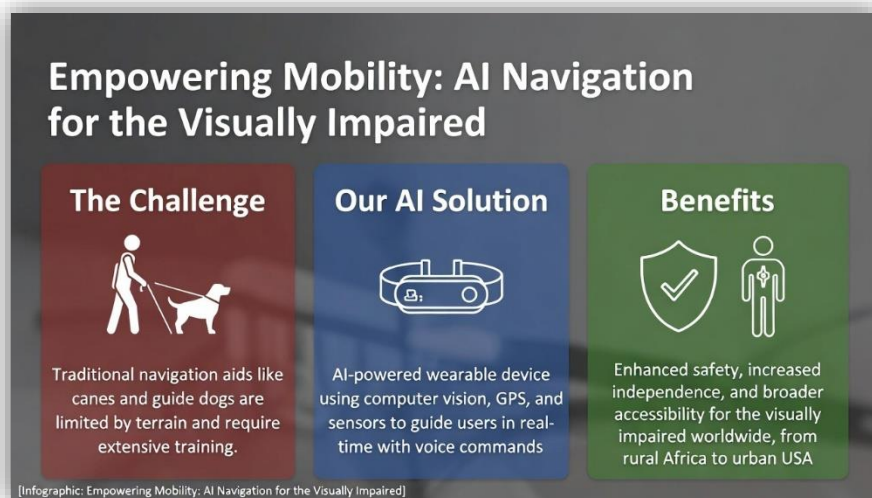 Empowering Mobility: AI Navigation
for the Visually Impaired
The Challenge
Traditional navigation aids like
canes and guide dogs are
limited by terrain and require
extensive training.
Our AI Solution
AI-powered wearable device
using computer vision, GPS, and
sensors to guide users in real-
time with voice commands
Benefits
Enhanced safety, increased
independence, and broader
accessibility for the visually
impaired worldwide, from
rural Africa to urban USA
[Infographic: Empowering Mobility: AI Navigation for the Visually Impaired]